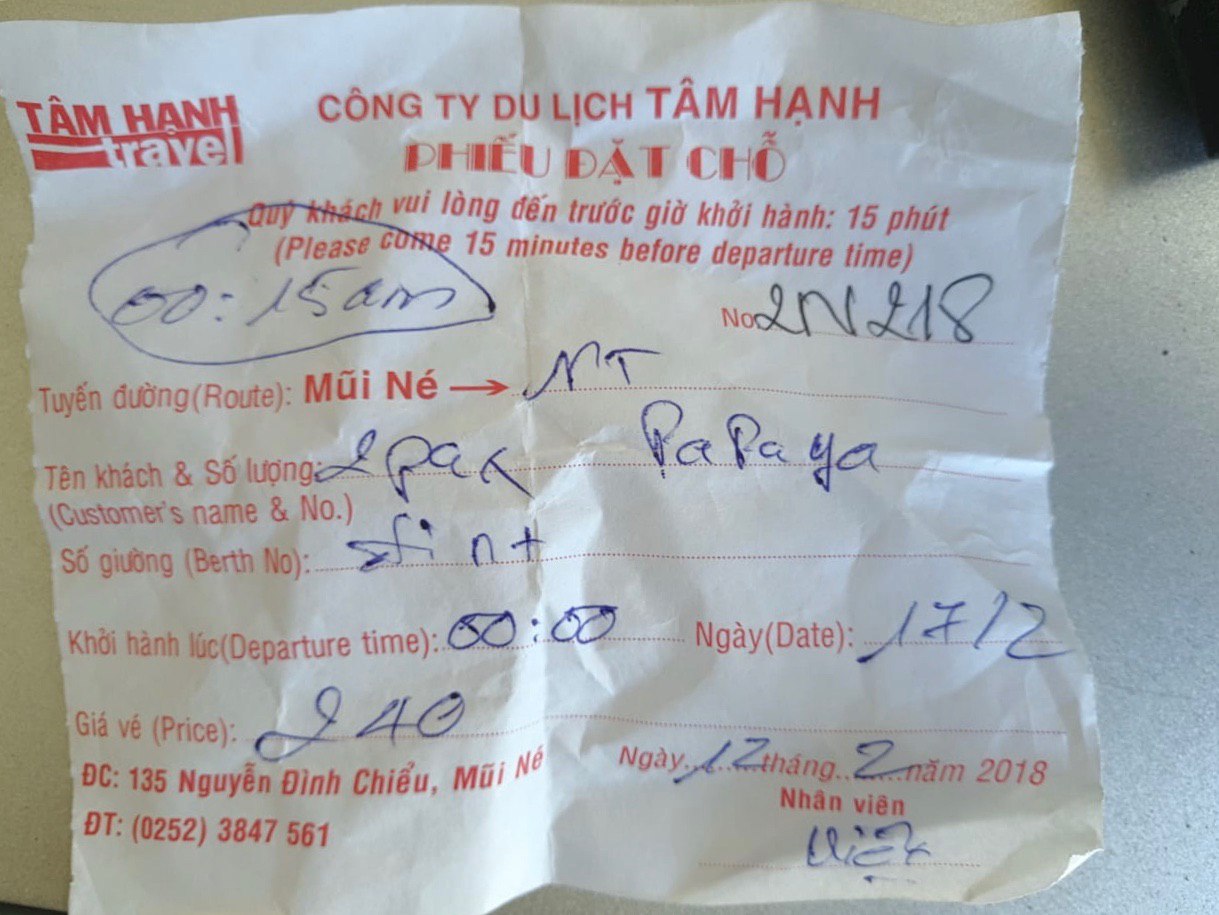 TÂM HẠNH
travel
CÔNG TY DU LỊCH TÂM HẠNH
PHIẾU ĐẶT CHỖ
Quý khách vui lòng đến trước giờ khởi hành: 15 phút
(Please come 15 minutes before departure time)
00:15am
No 2N218
Tuyến đường(Route): Mũi Né → NT
Tên khách & Số lượng: 2pax PaPaya
(Customer's name & No.)
Số giường (Berth No):
Khởi hành lúc(Departure time): 00:00 Ngày(Date): 17/2
Giá vé (Price): 240
ĐC: 135 Nguyễn Đình Chiểu, Mũi Né
Ngày 12 tháng 2 năm 2018
Nhân viên
ĐT: (0252) 3847 561